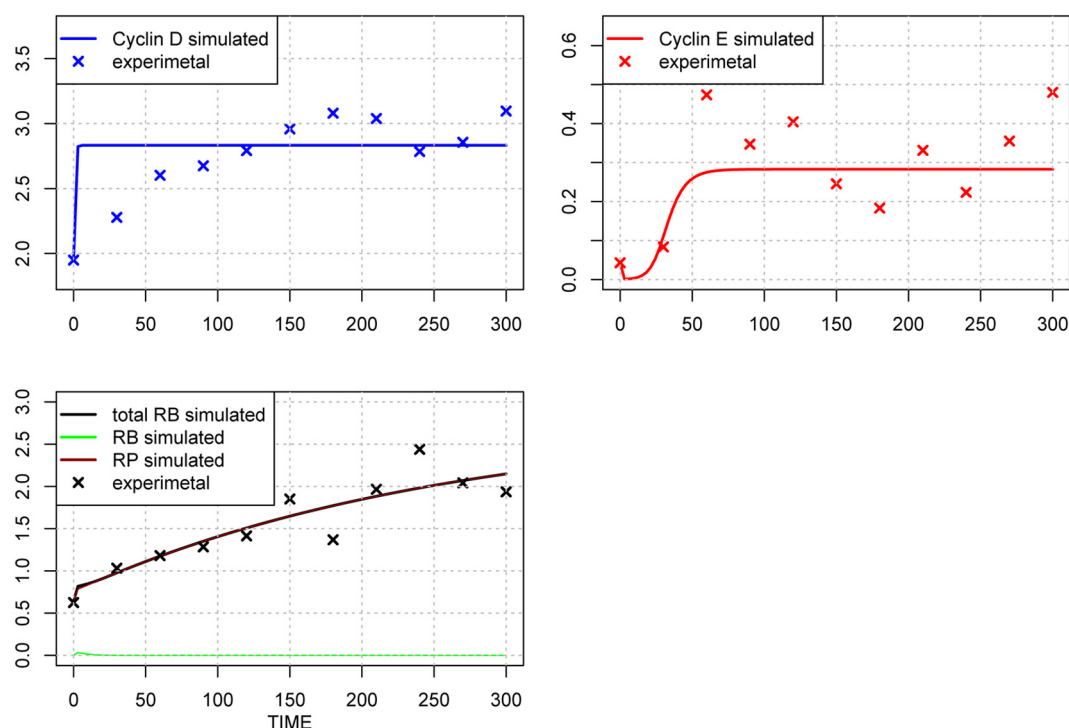 Cyclin D simulated
experimetal
3.5
3.0
2.5
2.0
0 50 100 150 200 250 300
Cyclin E simulated
experimetal
0.6
0.4
0.2
0.0
0 50 100 150 200 250 300
total RB simulated
RB simulated
RP simulated
experimetal
3.0
2.5
2.0
1.5
1.0
0.5
0.0
0 50 100 150 200 250 300
TIME